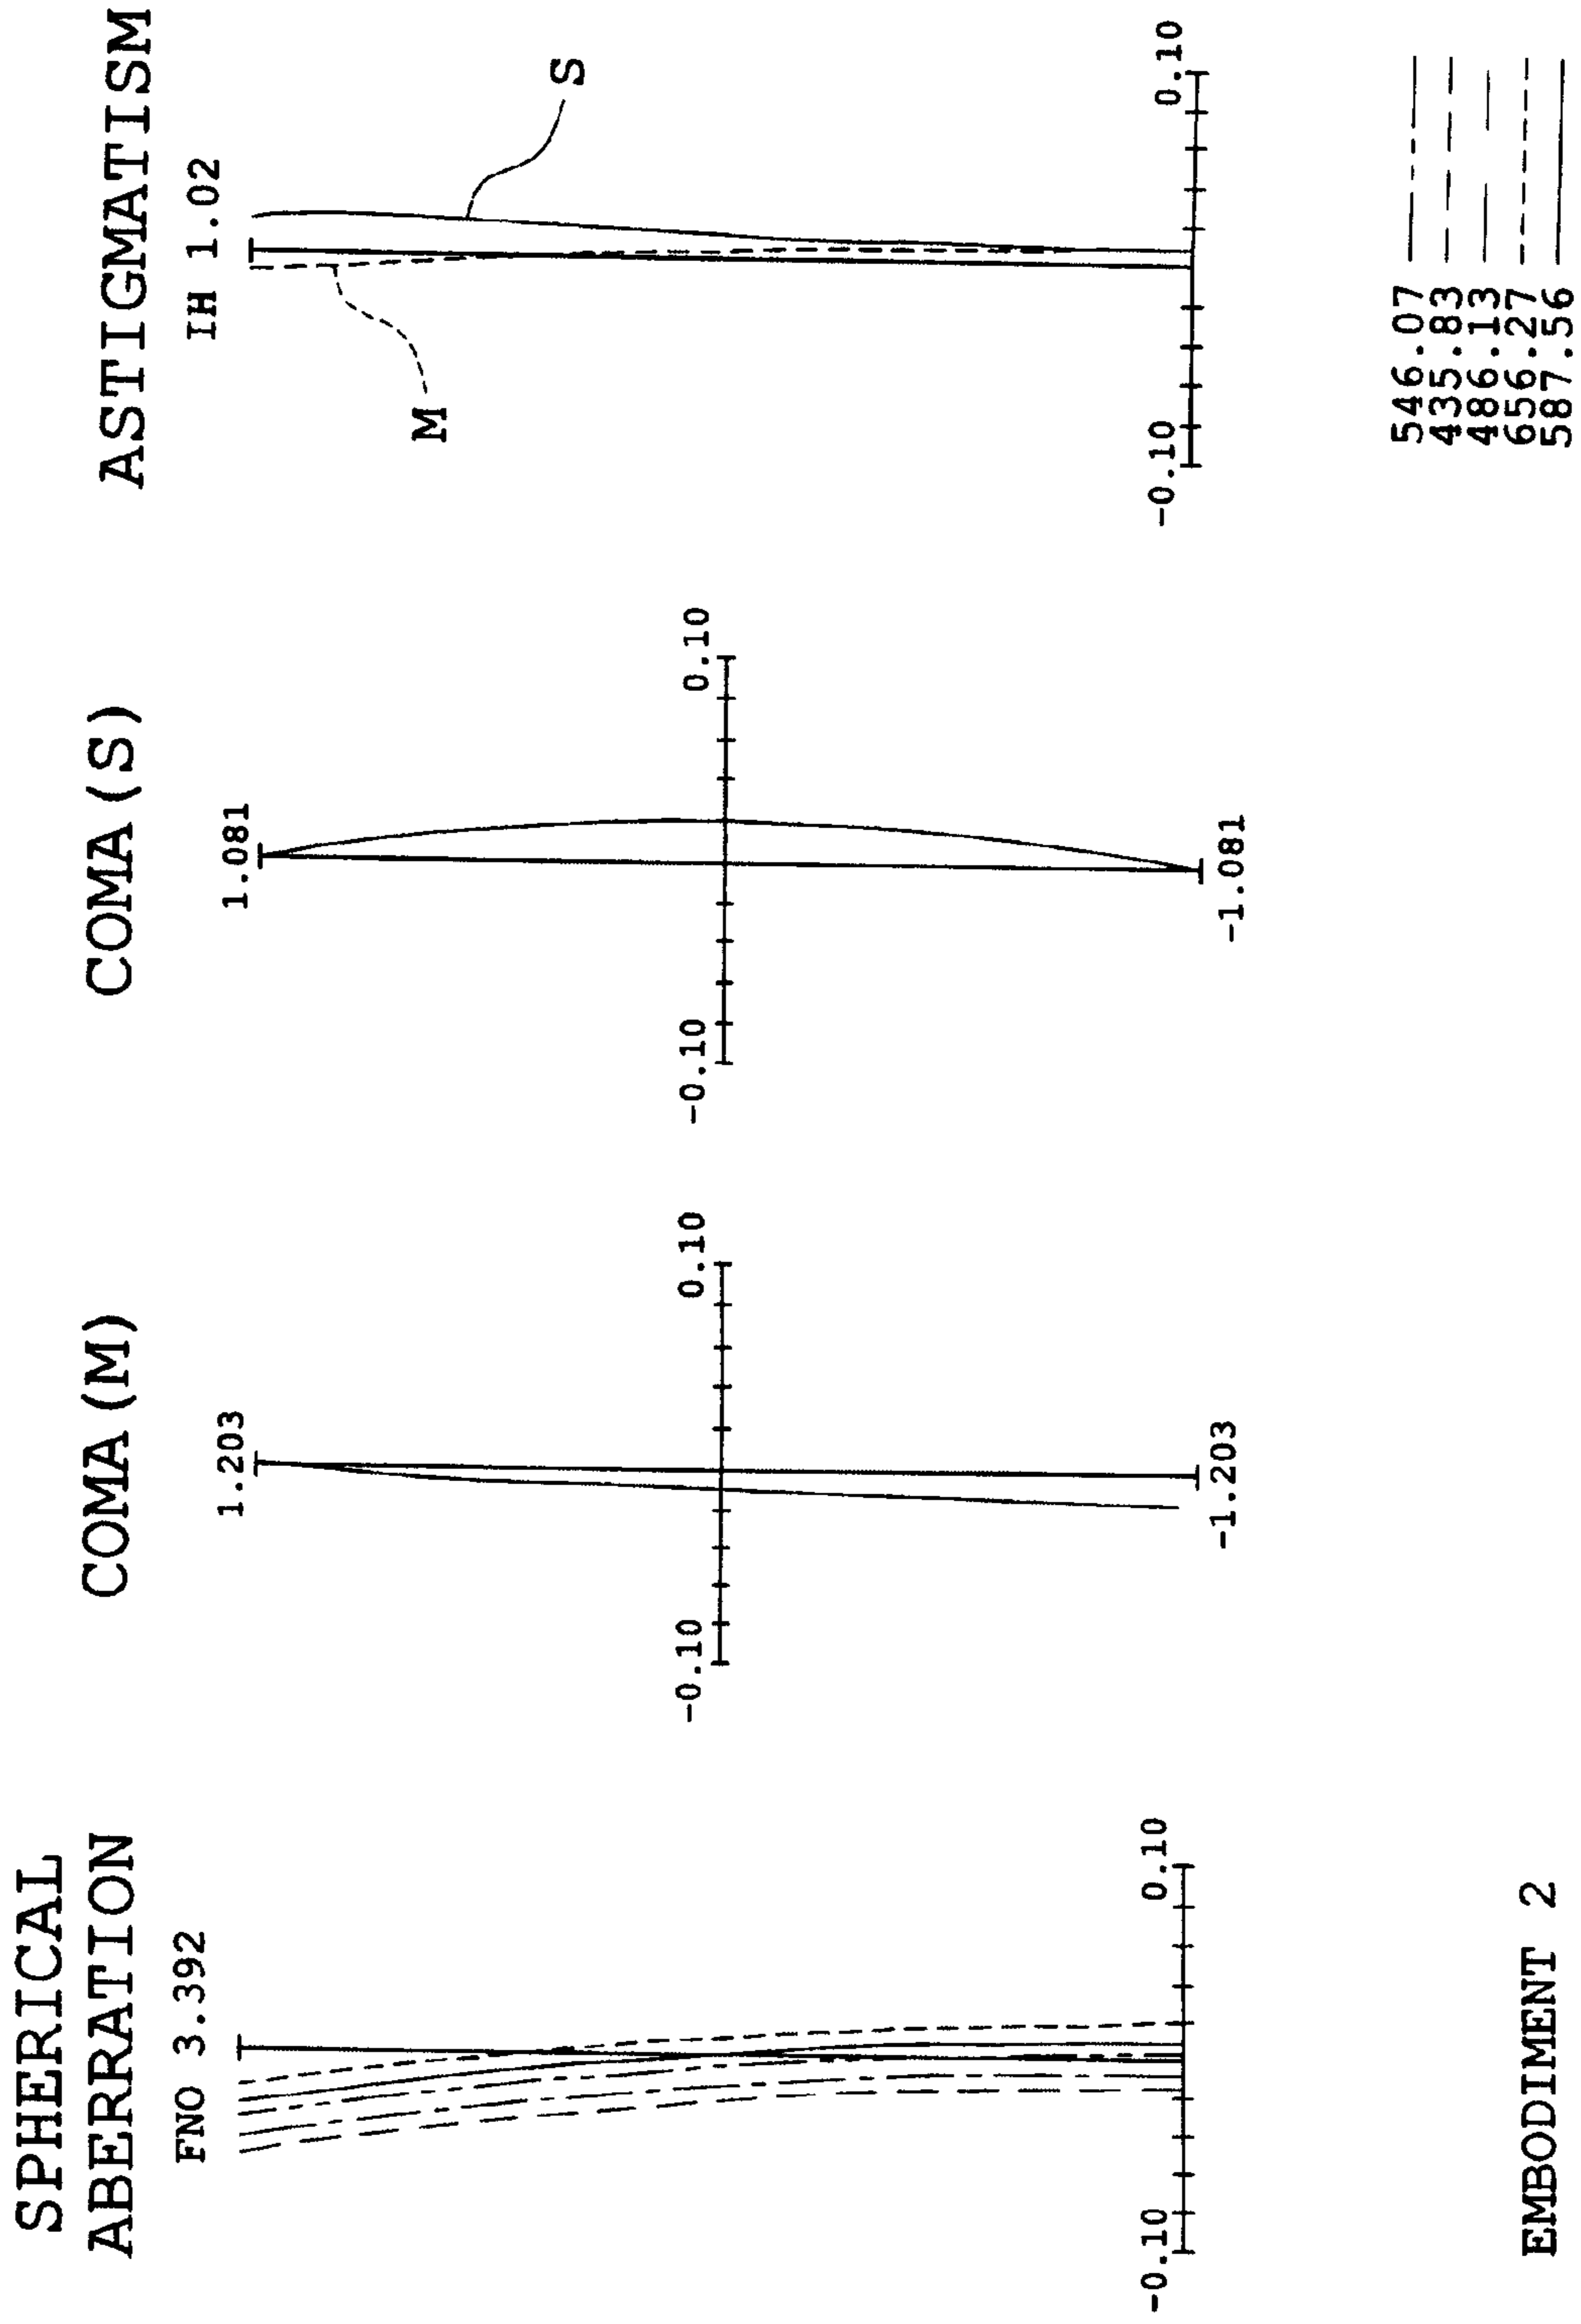 SPHERICAL
ABERRATION
FNO 3.392
-0.10
0.10
COMA (M)
1.203
-0.10
0.10
-1.203
COMA (S)
1.081
-0.10
0.10
-1.081
ASTIGMATISM
IH 1.02
M
S
-0.10
0.10
546.07
435.83
486.13
656.27
587.56
EMBODIMENT 2